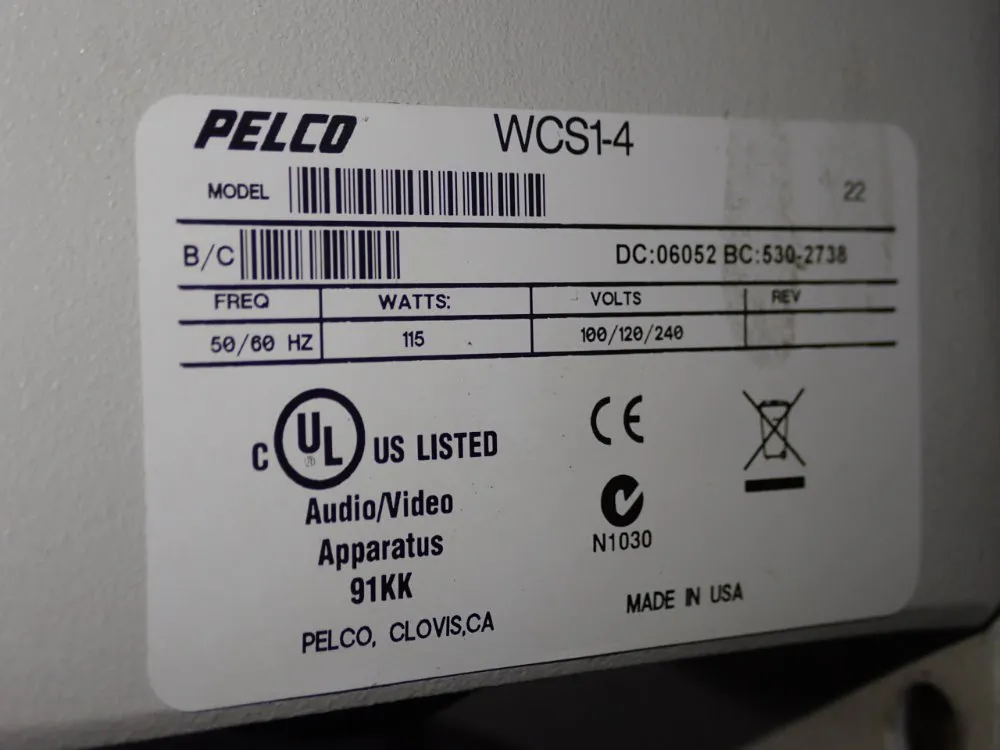 PELCO WCS1-4
MODEL 22
B/C DC:06052 BC:530-2738
FREQ WATTS: VOLTS REV
50/60 HZ 115 100/120/240
C UL US LISTED CE
Audio/Video
Apparatus N1030
91KK
PELCO, CLOVIS,CA MADE IN USA